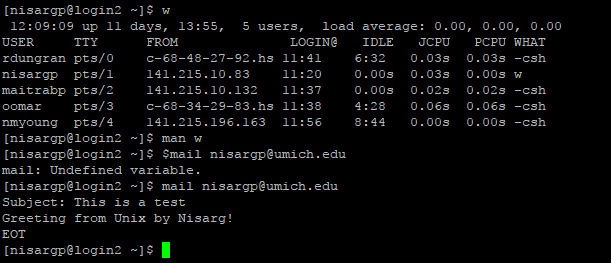 [nisargp@login2 ~]$ w
 12:09:09 up 11 days, 13:55,  5 users,  load average: 0.00, 0.00, 0.00
USER     TTY      FROM              LOGIN@   IDLE   JCPU   PCPU WHAT
rdungran pts/0    c-68-48-27-92.hs 11:41    6:32   0.03s  0.03s -csh
nisargp  pts/1    141.215.10.83    11:20    0.00s  0.03s  0.00s w
maitrabp pts/2    141.215.10.132   11:37    0.00s  0.02s  0.02s -csh
oomar    pts/3    c-68-34-29-83.hs 11:38    4:28   0.06s  0.06s -csh
nmyoung  pts/4    141.215.196.163  11:56    8:44   0.00s  0.00s -csh
[nisargp@login2 ~]$ man w
[nisargp@login2 ~]$ $mail nisargp@umich.edu
mail: Undefined variable.
[nisargp@login2 ~]$ mail nisargp@umich.edu
Subject: This is a test
Greeting from Unix by Nisarg!
EOT
[nisargp@login2 ~]$